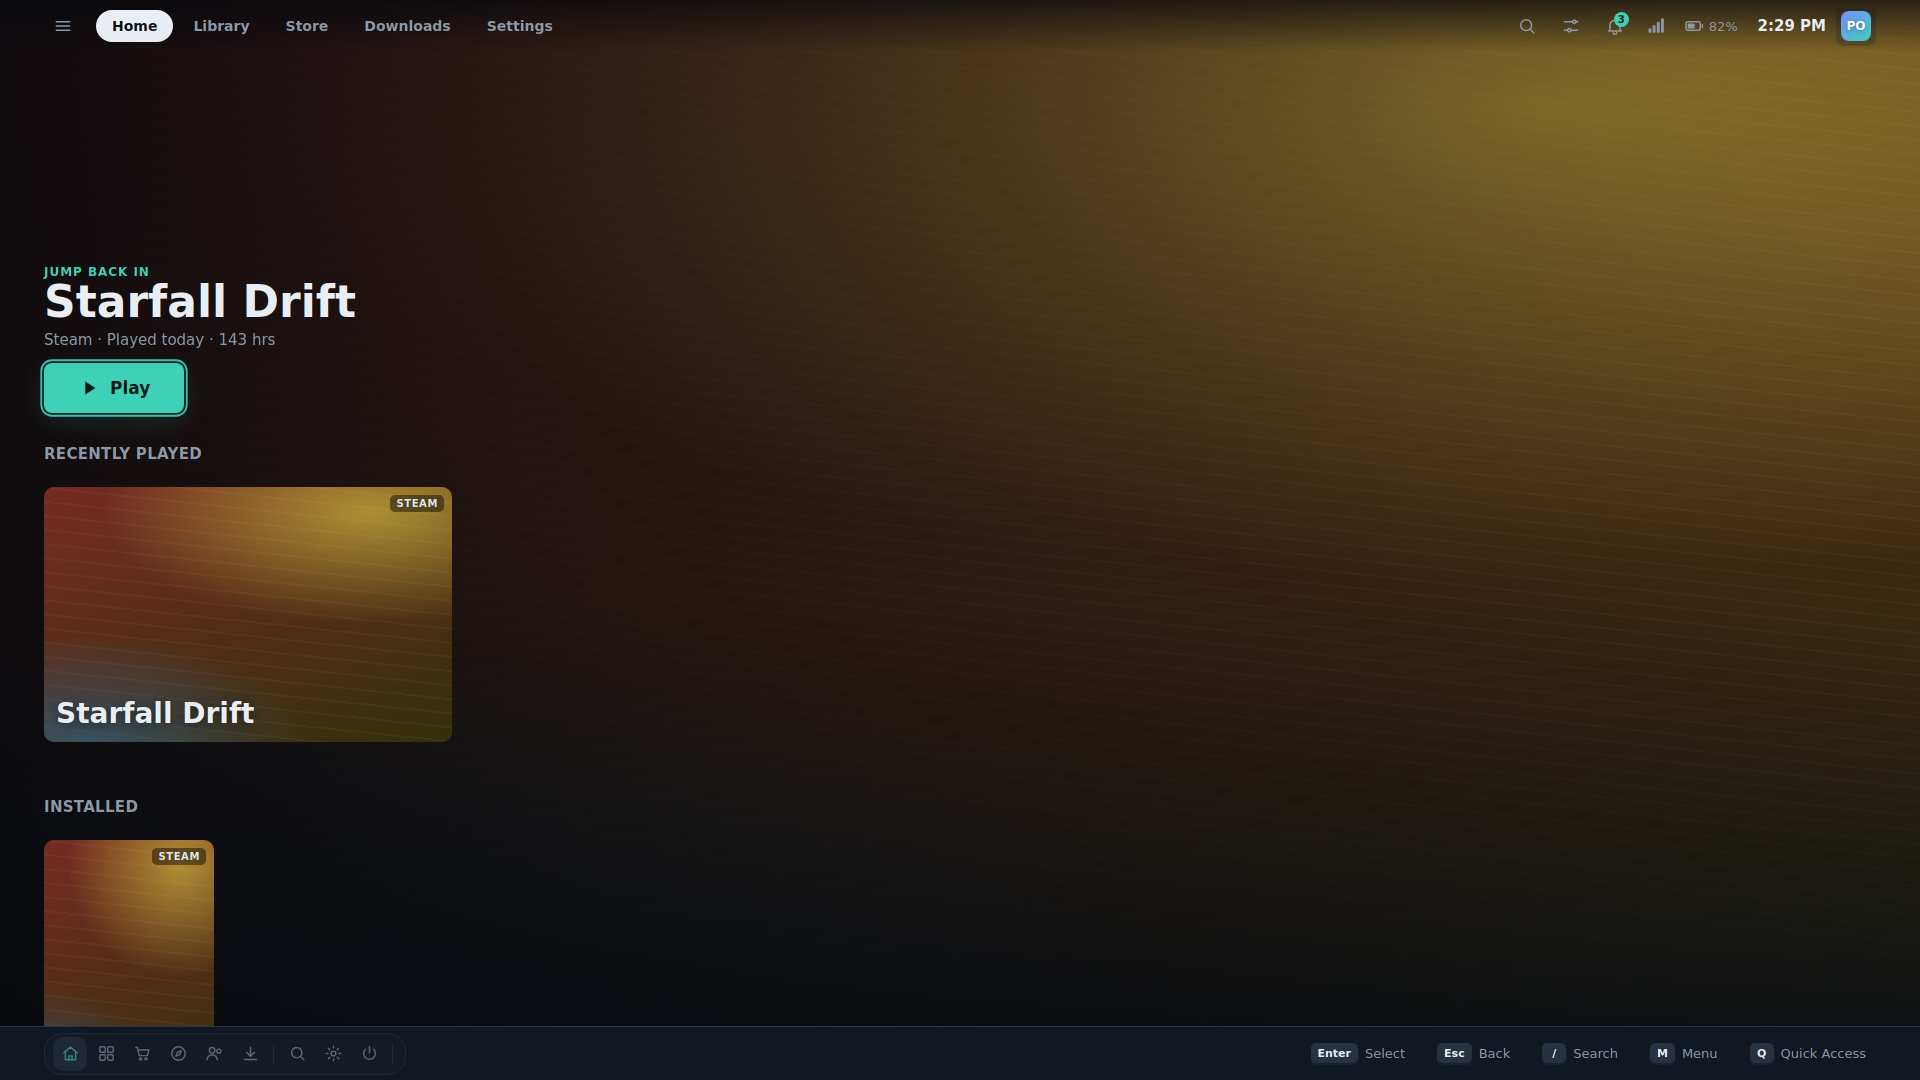 Home Library Store Downloads Settings
3 82% 2:29 PM PO
JUMP BACK IN
Starfall Drift
Steam · Played today · 143 hrs
Play
RECENTLY PLAYED
STEAM
Starfall Drift
INSTALLED
STEAM
Enter Select Esc Back / Search M Menu Q Quick Access